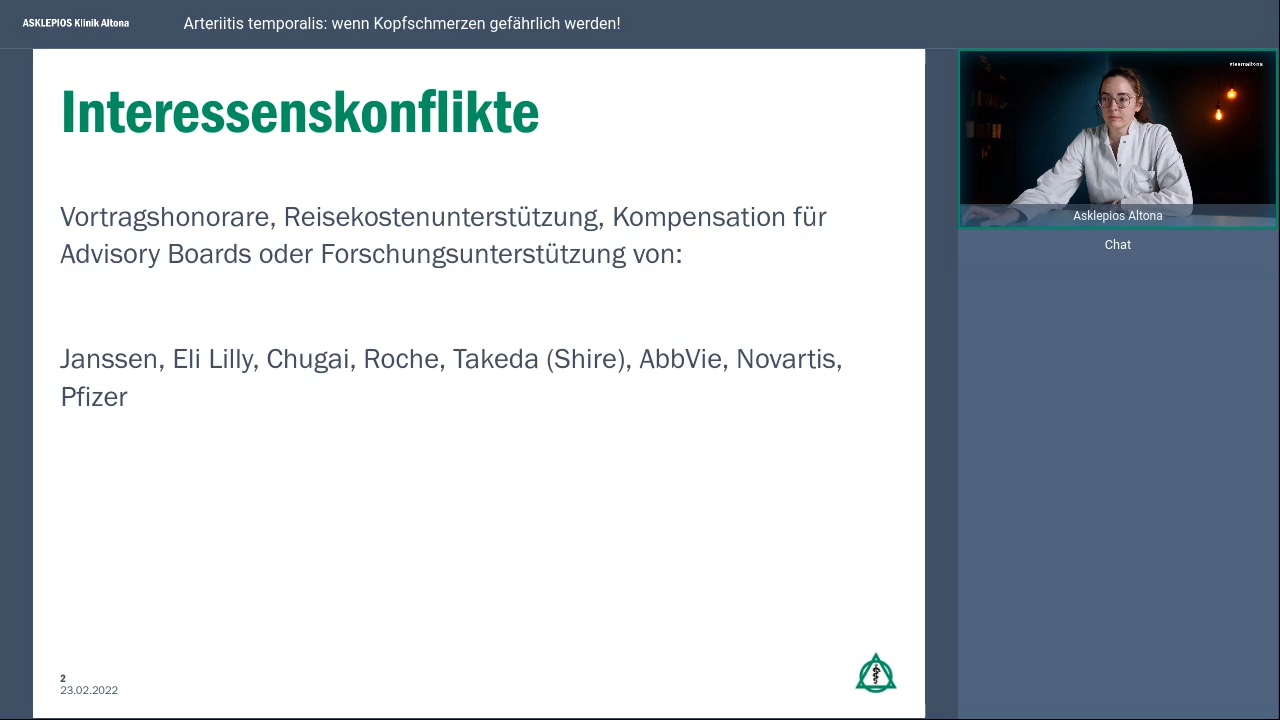 ASKLEPIOS Klinik Altona
Arteriitis temporalis: wenn Kopfschmerzen gefährlich werden!
Interessenskonflikte
Vortragshonorare, Reisekostenunterstützung, Kompensation für
Advisory Boards oder Forschungsunterstützung von:
Janssen, Eli Lilly, Chugai, Roche, Takeda (Shire), AbbVie, Novartis,
Pfizer
2
23.02.2022
#teamaltona
Asklepios Altona
Chat